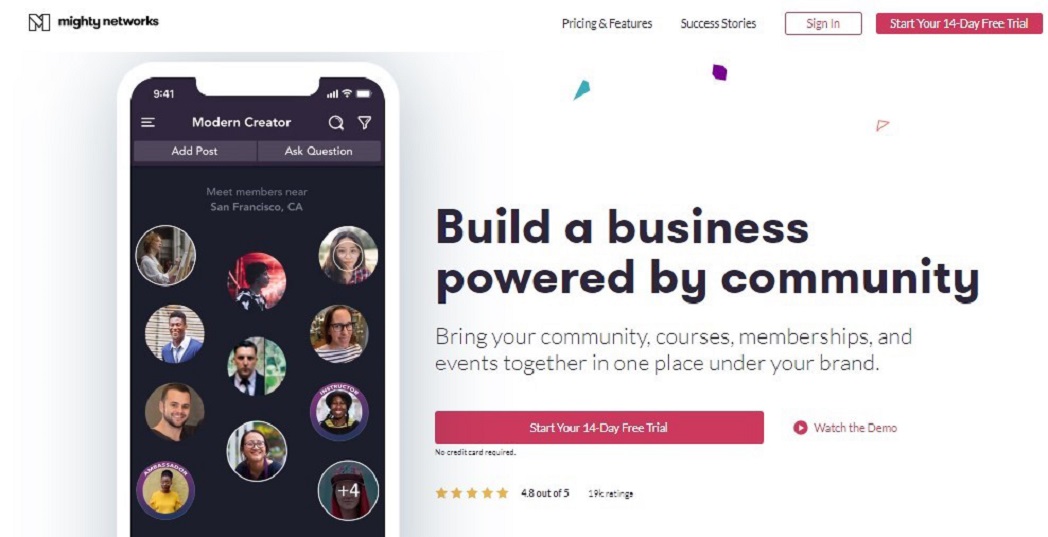 mighty networks
Pricing & Features
Success Stories
Sign In
Start Your 14-Day Free Trial
9:41
Modern Creator
Add Post
Ask Question
Meet members near
San Francisco, CA
INSTRUCTOR
AMBASSADOR
+4
Build a business
powered by community
Bring your community, courses, memberships, and
events together in one place under your brand.
Start Your 14-Day Free Trial
Watch the Demo
No credit card required.
4.8 out of 5
19k ratings